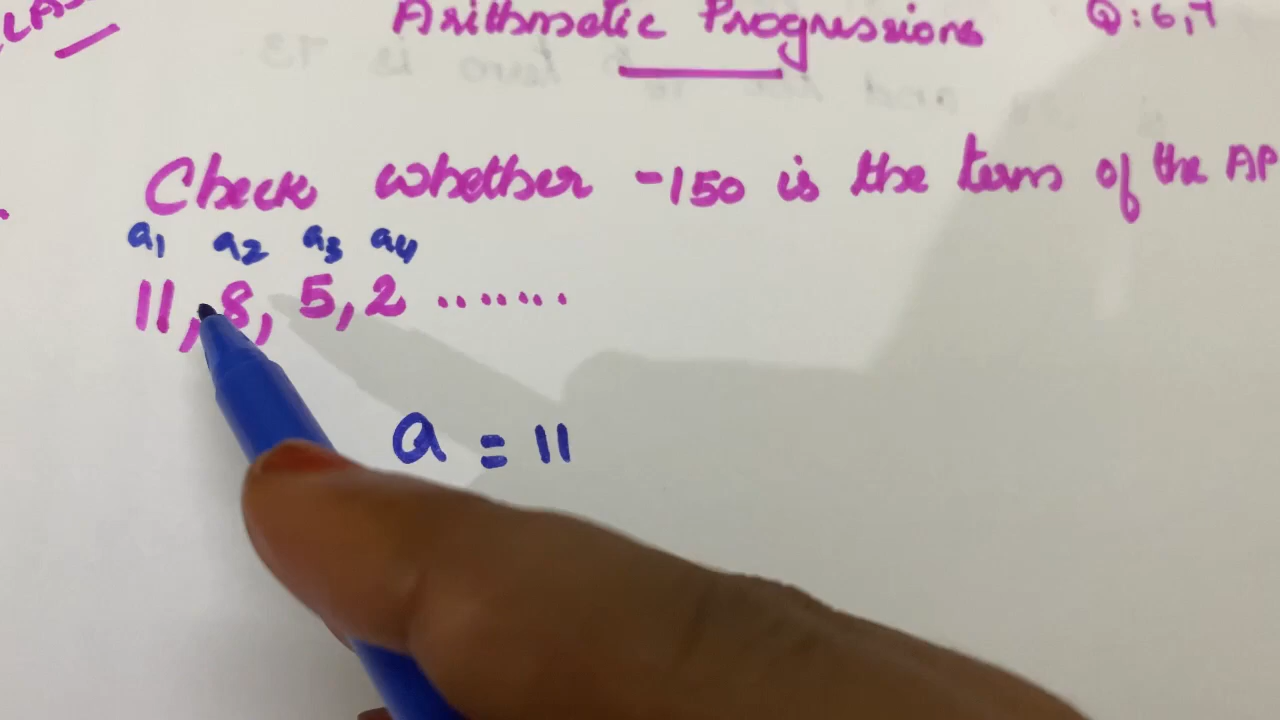 Arithmetic Progressions Q: 6,7
Check whether -150 is the term of the AP
a1 a2 a3 a4
11, 8, 5, 2 .......
a = 11